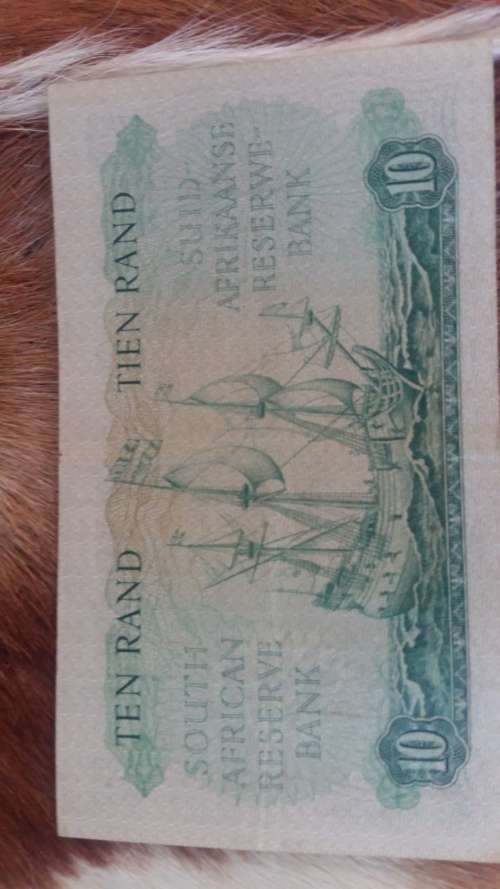 TEN RAND TIEN RAND
SOUTH
AFRICAN
RESERVE
BANK
SUID-
AFRIKAANSE
RESERWE-
BANK
10
10